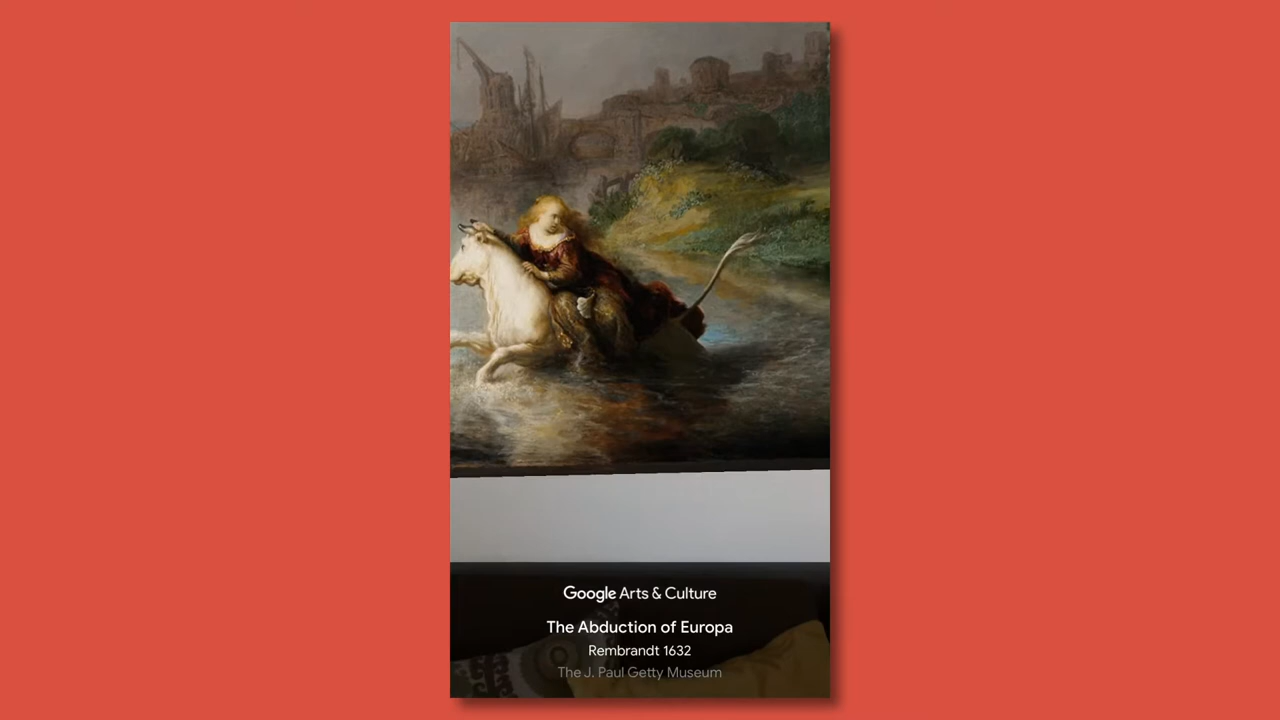 Google Arts & Culture
The Abduction of Europa
Rembrandt 1632
The J. Paul Getty Museum